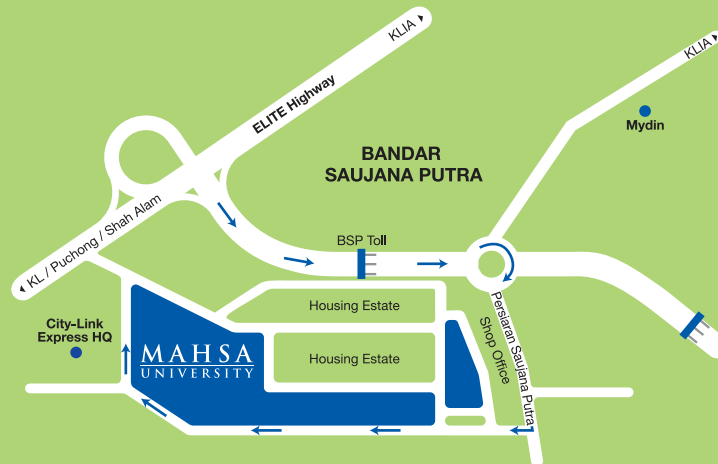 KLIA
KLIA
ELITE Highway
Mydin
BANDAR
SAUJANA PUTRA
KL / Puchong / Shah Alam
BSP Toll
Housing Estate
Persiaran Saujana Putra
Shop Office
City-Link
Express HQ
MAHSA
UNIVERSITY
Housing Estate